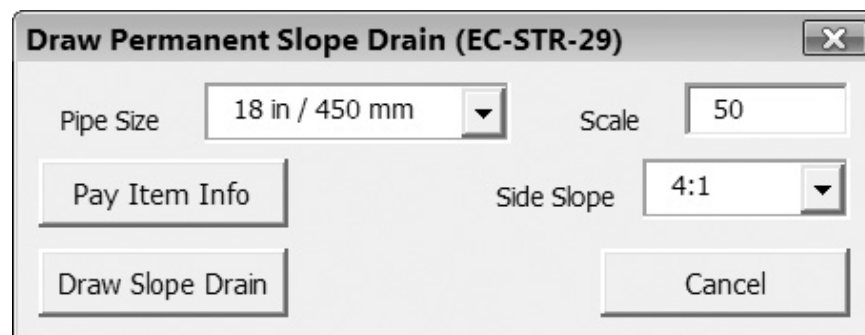 Draw Permanent Slope Drain (EC-STR-29)
Pipe Size 18 in / 450 mm Scale 50
Pay Item Info Side Slope 4:1
Draw Slope Drain Cancel